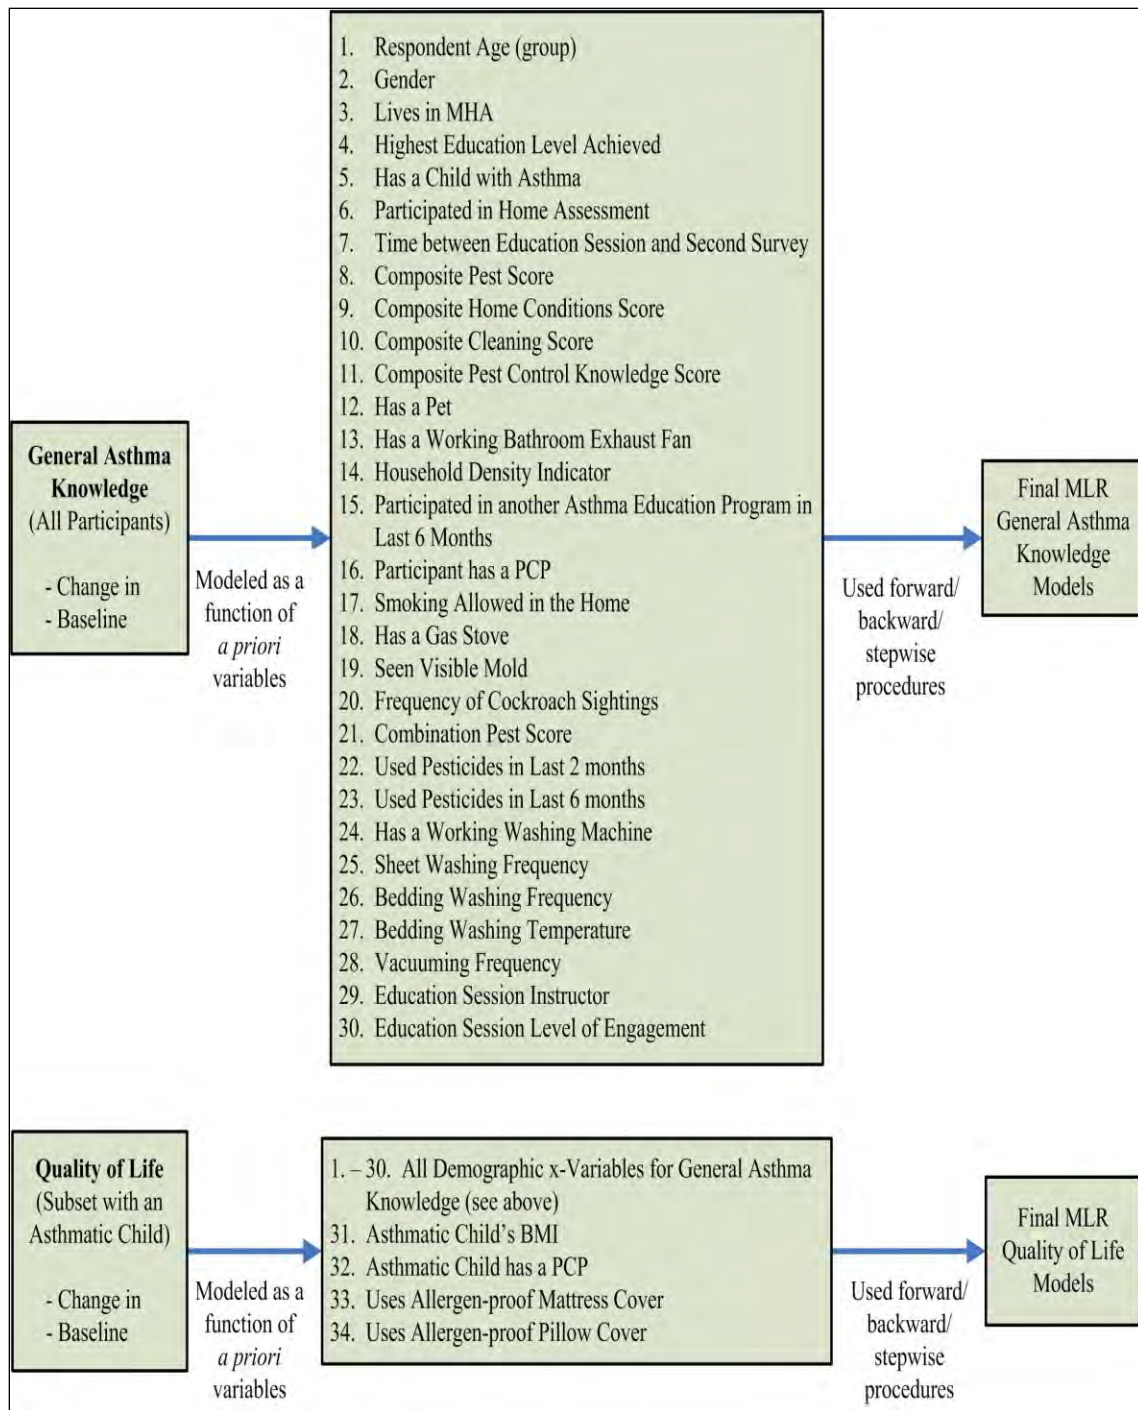 1. Respondent Age (group)
2. Gender
3. Lives in MHA
4. Highest Education Level Achieved
5. Has a Child with Asthma
6. Participated in Home Assessment
7. Time between Education Session and Second Survey
8. Composite Pest Score
9. Composite Home Conditions Score
10. Composite Cleaning Score
11. Composite Pest Control Knowledge Score
12. Has a Pet
13. Has a Working Bathroom Exhaust Fan
14. Household Density Indicator
15. Participated in another Asthma Education Program in
Last 6 Months
16. Participant has a PCP
17. Smoking Allowed in the Home
18. Has a Gas Stove
19. Seen Visible Mold
20. Frequency of Cockroach Sightings
21. Combination Pest Score
22. Used Pesticides in Last 2 months
23. Used Pesticides in Last 6 months
24. Has a Working Washing Machine
25. Sheet Washing Frequency
26. Bedding Washing Frequency
27. Bedding Washing Temperature
28. Vacuuming Frequency
29. Education Session Instructor
30. Education Session Level of Engagement
General Asthma
Knowledge
(All Participants)
- Change in
- Baseline
Modeled as a
function of
a priori
variables
Used forward/
backward/
stepwise
procedures
Final MLR
General Asthma
Knowledge
Models
Quality of Life
(Subset with an
Asthmatic Child)
- Change in
- Baseline
Modeled as a
function of
a priori
variables
1. – 30. All Demographic x-Variables for General Asthma
Knowledge (see above)
31. Asthmatic Child’s BMI
32. Asthmatic Child has a PCP
33. Uses Allergen-proof Mattress Cover
34. Uses Allergen-proof Pillow Cover
Used forward/
backward/
stepwise
procedures
Final MLR
Quality of Life
Models